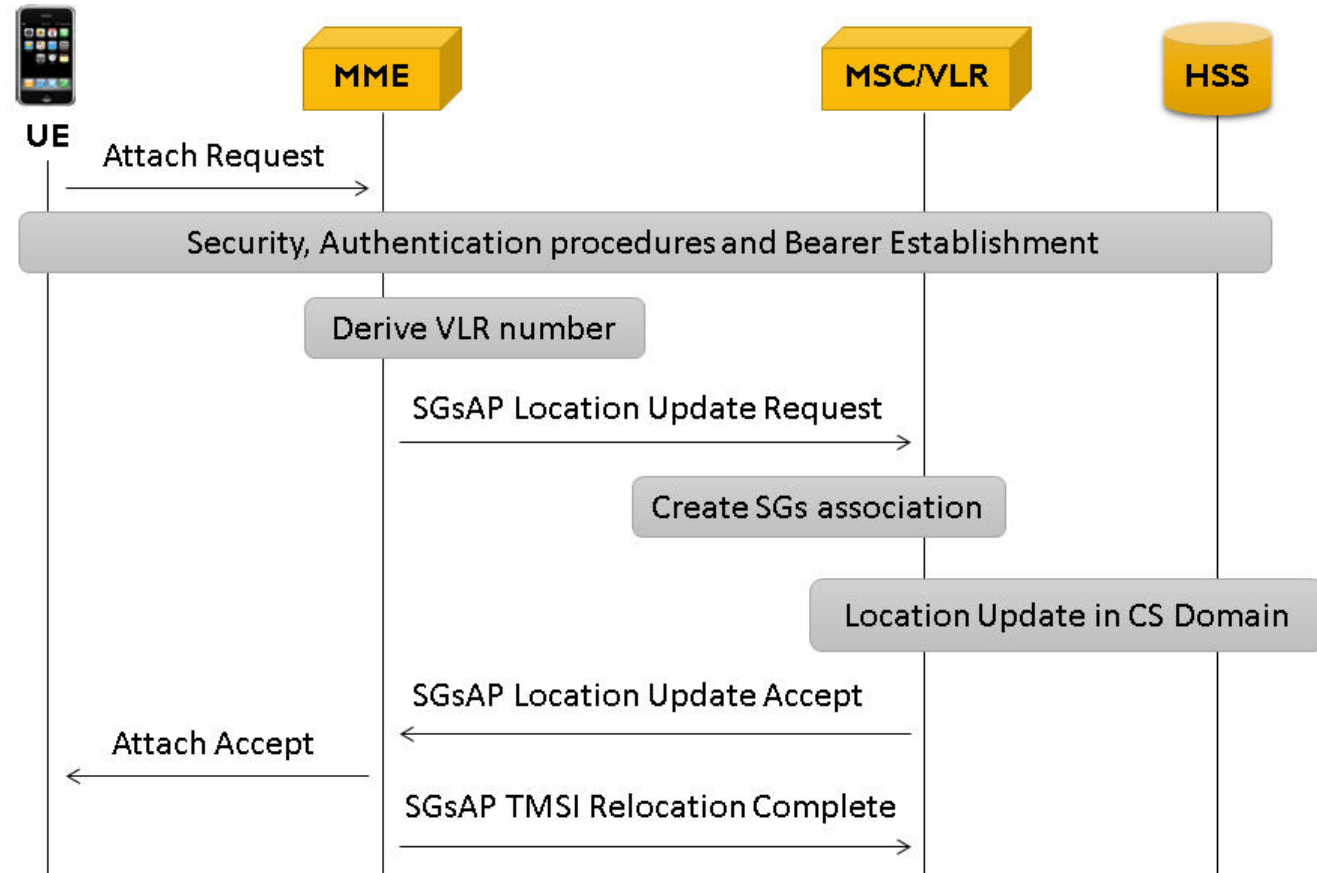 MME
MSC/VLR
HSS
UE
Attach Request
Security, Authentication procedures and Bearer Establishment
Derive VLR number
SGsAP Location Update Request
Create SGs association
Location Update in CS Domain
SGsAP Location Update Accept
Attach Accept
SGsAP TMSI Relocation Complete